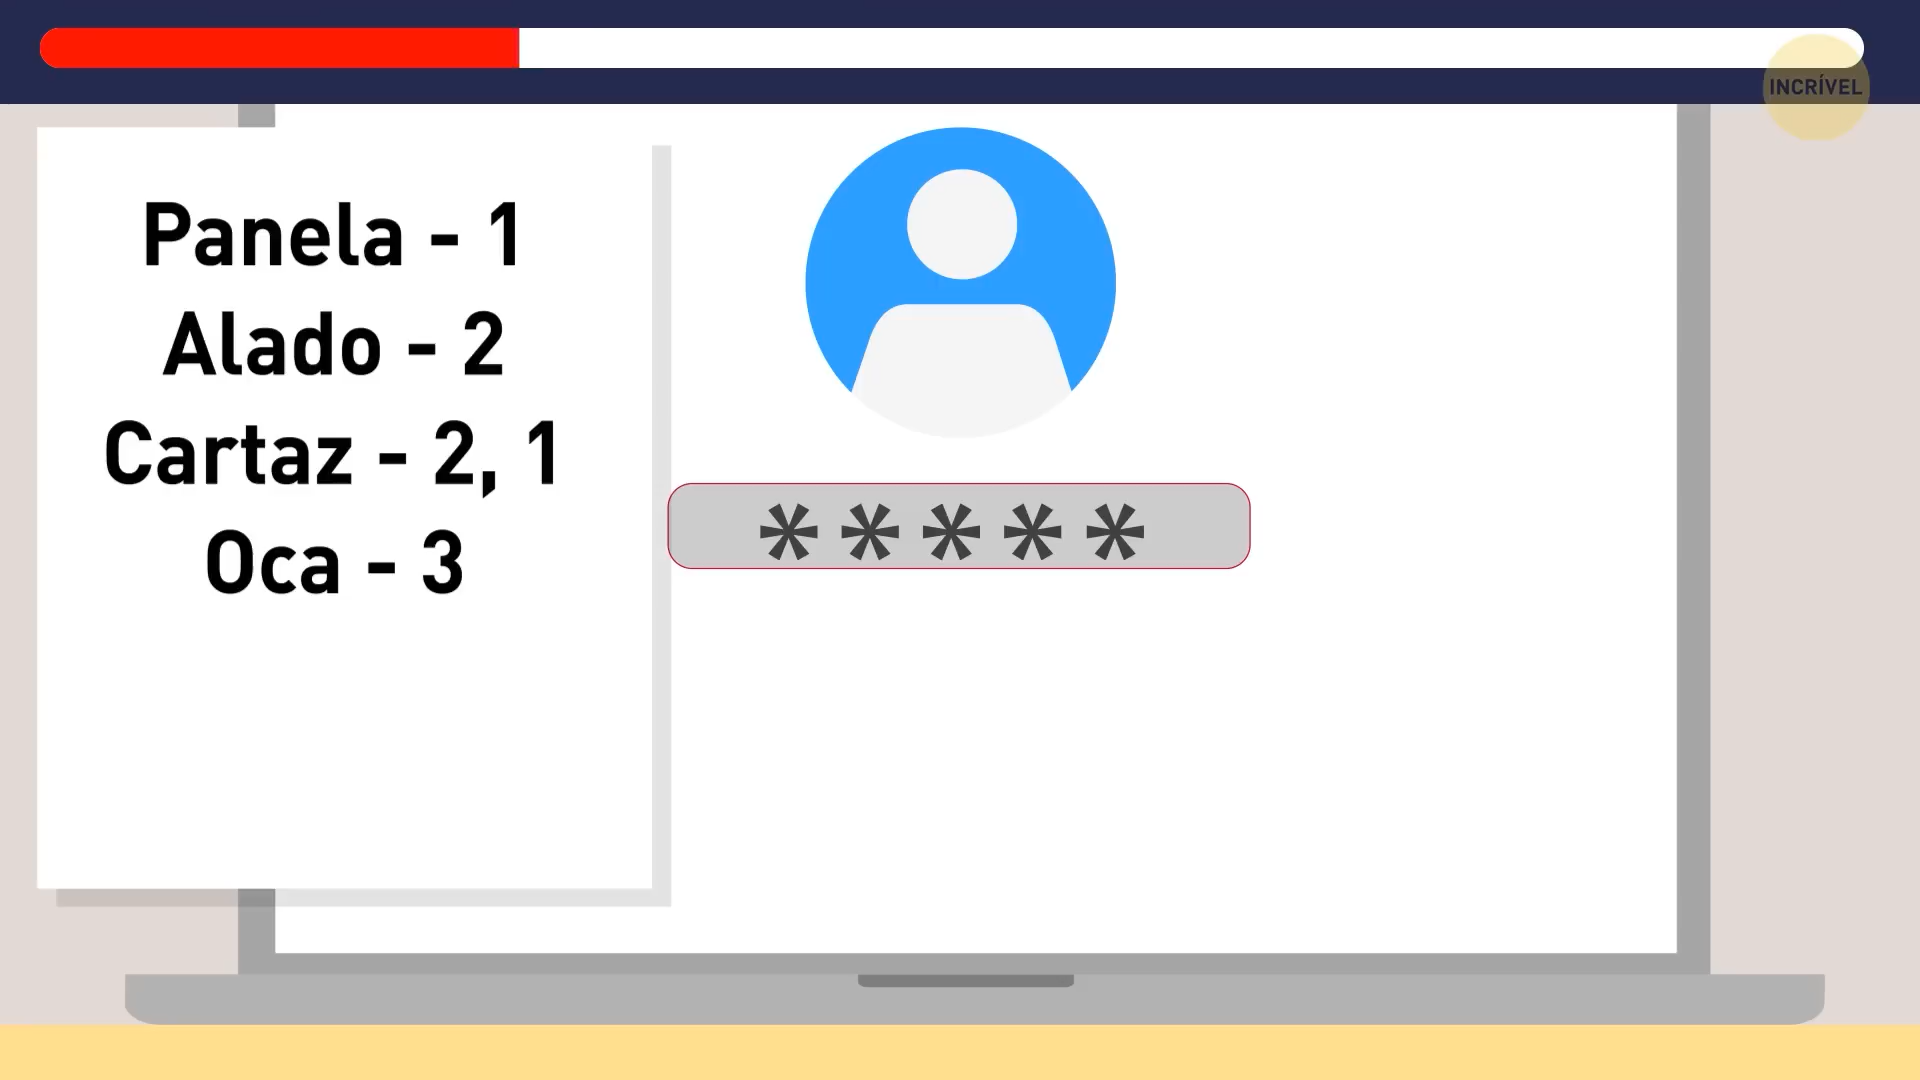 INCRÍVEL
Panela - 1
Alado - 2
Cartaz - 2, 1
Oca - 3
* * * * *